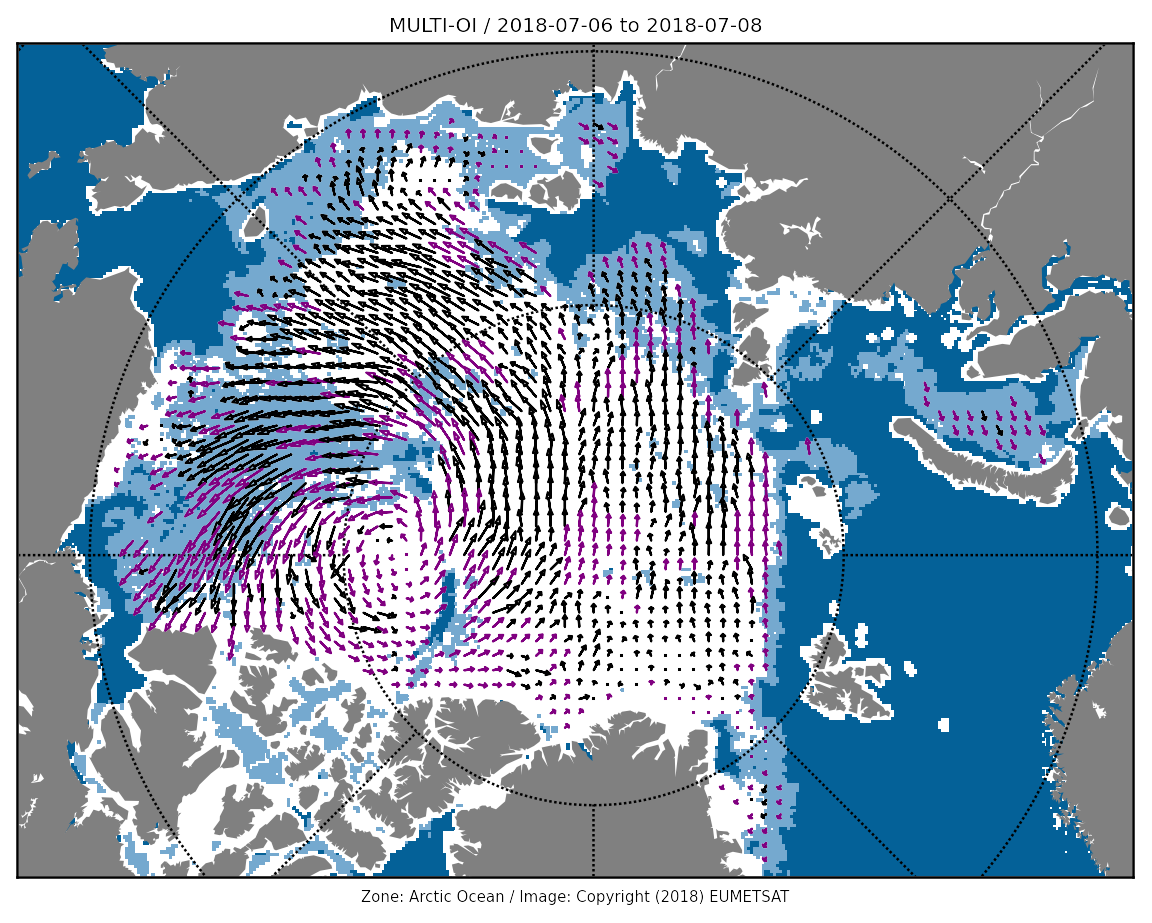 MULTI-OI / 2018-07-06 to 2018-07-08
Zone: Arctic Ocean / Image: Copyright (2018) EUMETSAT